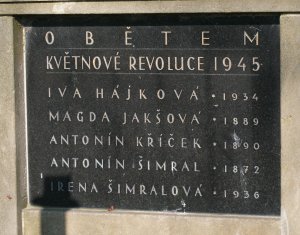 OBĚTEM
KVĚTNOVÉ REVOLUCE 1945
IVA HÁJKOVÁ • 1934
MAGDA JAKŠOVÁ • 1889
ANTONÍN KŘÍČEK • 1890
ANTONÍN ŠIMRAL • 1872
IRENA ŠIMRALOVÁ • 1936